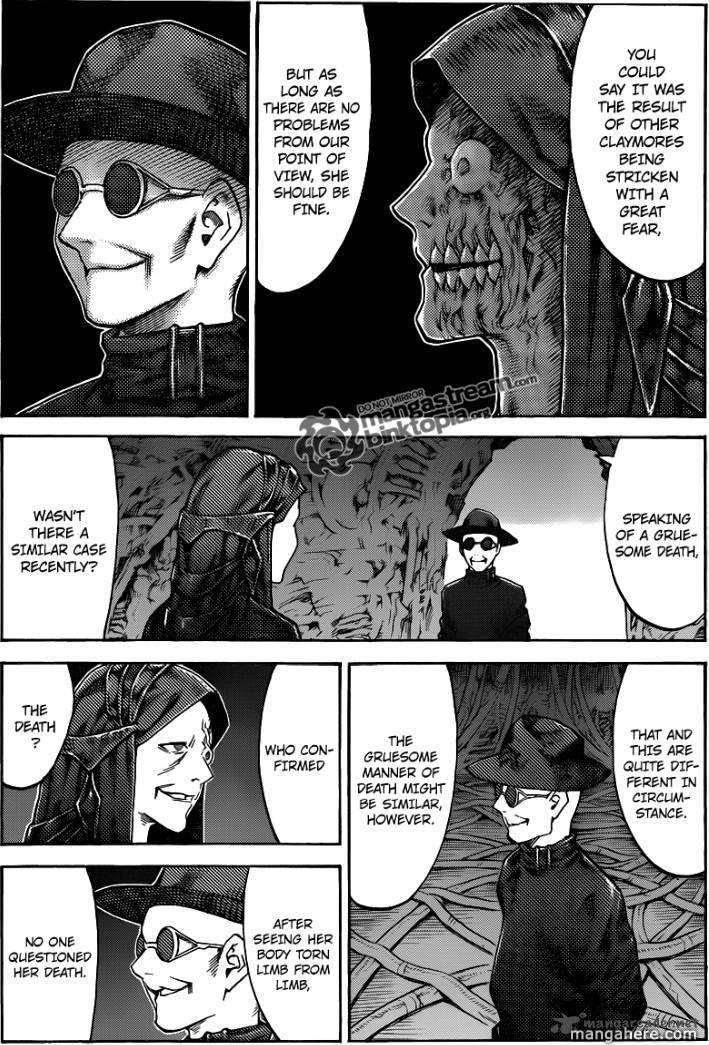 YOU
COULD
SAY IT WAS
THE RESULT
OF OTHER
CLAYMORES
BEING
STRICKEN
WITH A
GREAT
FEAR,
BUT AS
LONG AS
THERE ARE NO
PROBLEMS
FROM OUR
POINT OF
VIEW, SHE
SHOULD BE
FINE.
DO NOT MIRROR
mangastream.com
binktopia.org
SPEAKING
OF A GRUE-
SOME DEATH,
WASN'T
THERE A
SIMILAR CASE
RECENTLY?
THAT AND
THIS ARE
QUITE DIF-
FERENT IN
CIRCUM-
STANCE.
THE
GRUESOME
MANNER OF
DEATH MIGHT
BE SIMILAR,
HOWEVER.
WHO CON-
FIRMED
THE
DEATH
?
AFTER
SEEING HER
BODY TORN
LIMB FROM
LIMB,
NO ONE
QUESTIONED
HER DEATH.
mangahere.com